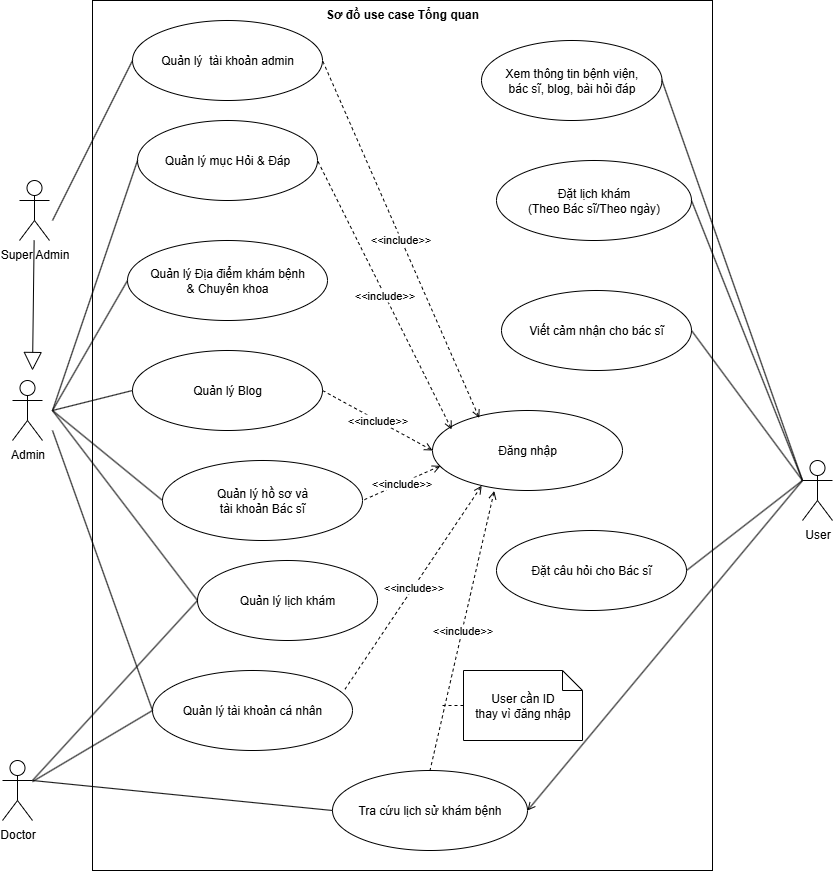 Sơ đồ use case Tổng quan
Quản lý tài khoản admin
Xem thông tin bệnh viện,
bác sĩ, blog, bài hỏi đáp
Quản lý mục Hỏi & Đáp
Đặt lịch khám
(Theo Bác sĩ/Theo ngày)
Super Admin
<<include>>
Quản lý Địa điểm khám bệnh
& Chuyên khoa
<<include>>
Viết cảm nhận cho bác sĩ
Quản lý Blog
<<include>>
Admin
Đăng nhập
<<include>>
Quản lý hồ sơ và
tài khoản Bác sĩ
User
Đặt câu hỏi cho Bác sĩ
<<include>>
Quản lý lịch khám
<<include>>
Quản lý tài khoản cá nhân
User cần ID
thay vì đăng nhập
Tra cứu lịch sử khám bệnh
Doctor